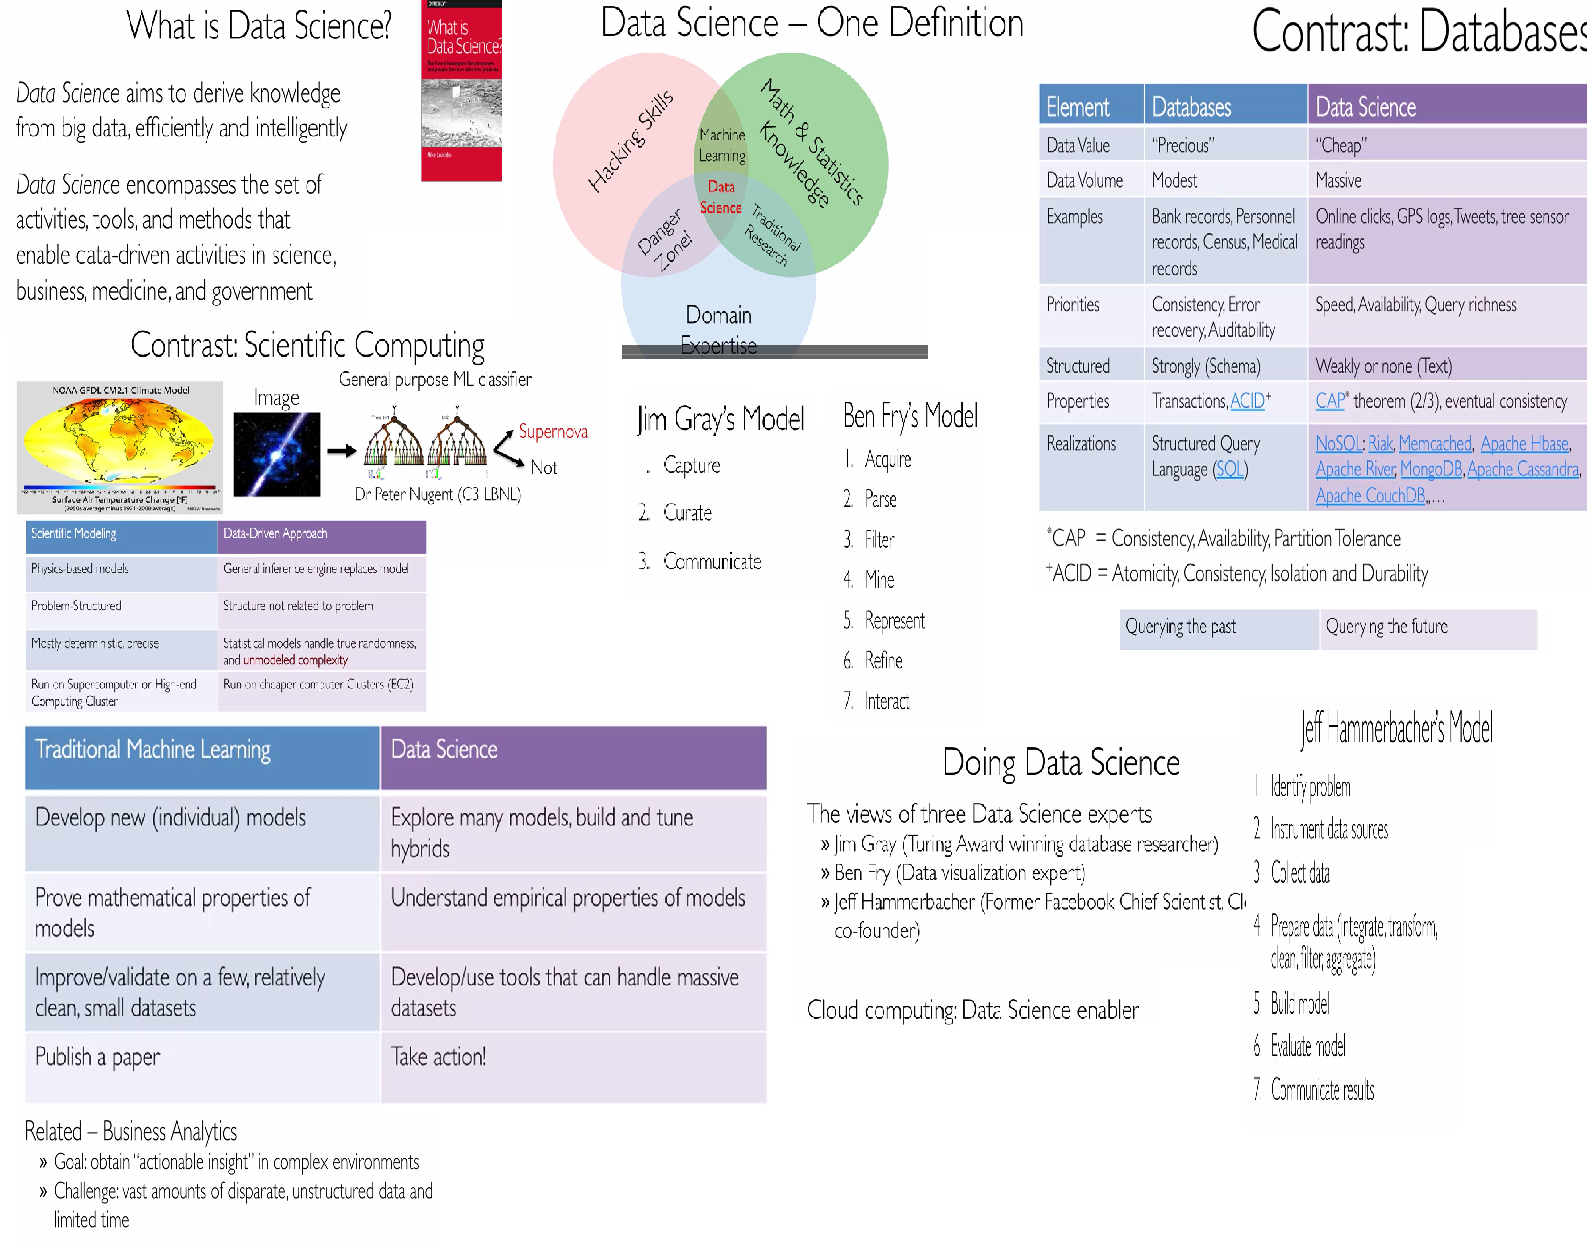 What is Data Science?
O'REILLY
What is
Data Science?
Mike Loukides
Data Science aims to derive knowledge
from big data, efficiently and intelligently
Data Science encompasses the set of
activities, tools, and methods that
enable cata-driven activities in science,
business, medicine, and government
Data Science – One Definition
Hacking Skills
Math & Statistics
Knowledge
Machine
Learning
Data
Science
Danger
Zone!
Traditional
Research
Domain
Expertise
Contrast: Databases
Element Databases Data Science
Data Value "Precious" "Cheap"
Data Volume Modest Massive
Examples Bank records, Personnel Online clicks, GPS logs, Tweets, tree sensor
records, Census, Medical readings
records
Priorities Consistency, Error Speed, Availability, Query richness
recovery, Auditability
Structured Strongly (Schema) Weakly or none (Text)
Properties Transactions, ACID+ CAP* theorem (2/3), eventual consistency
Realizations Structured Query NoSQL: Riak, Memcached, Apache Hbase,
Language (SQL) Apache River, MongoDB, Apache Cassandra,
Apache CouchDB,,…
*CAP = Consistency, Availability, Partition Tolerance
+ACID = Atomicity, Consistency, Isolation and Durability
Querying the past Querying the future
Contrast: Scientific Computing
NOAA GFDL CM2.1 Climate Model
Surface Air Temperature Change [°F]
(2050s average minus 1971-2000 average)
Image
General purpose ML classifier
Supernova
Not
Dr Peter Nugent (C3 LBNL)
Scientific Modeling Data-Driven Approach
Physics-based models General inference engine replaces model
Problem-Structured Structure not related to problem
Mostly deterministic, precise Statistical models handle true randomness,
and unmodeled complexity
Run on Supercomputer or High-end Run on cheaper computer Clusters (EC2)
Computing Cluster
Jim Gray's Model
. Capture
2. Curate
3. Communicate
Ben Fry's Model
1. Acquire
2. Parse
3. Filter
4. Mine
5. Represent
6. Refine
7. Interact
Traditional Machine Learning Data Science
Develop new (individual) models Explore many models, build and tune
hybrids
Prove mathematical properties of Understand empirical properties of models
models
Improve/validate on a few, relatively Develop/use tools that can handle massive
clean, small datasets datasets
Publish a paper Take action!
Related – Business Analytics
» Goal: obtain "actionable insight" in complex environments
» Challenge: vast amounts of disparate, unstructured data and
limited time
Doing Data Science
The views of three Data Science experts
» Jim Gray (Turing Award winning database researcher)
» Ben Fry (Data visualization expert)
» Jeff Hammerbacher (Former Facebook Chief Scientist, Cl
co-founder)
Cloud computing: Data Science enabler
Jeff Hammerbacher's Model
1 Identify problem
2 Instrument data sources
3 Collect data
4 Prepare data (integrate, transform,
clean, filter, aggregate)
5 Build model
6 Evaluate model
7. Communicate results